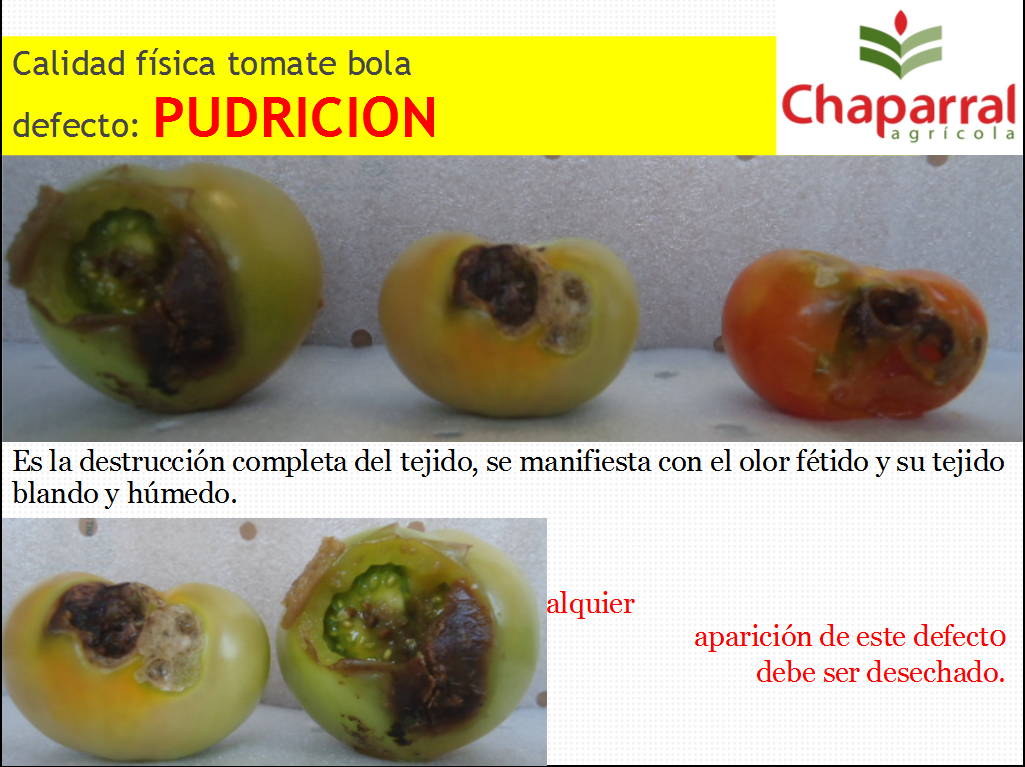 Calidad física tomate bola
defecto: PUDRICION
Chaparral
agrícola
Es la destrucción completa del tejido, se manifiesta con el olor fétido y su tejido
blando y húmedo.
alquier
aparición de este defecto
debe ser desechado.